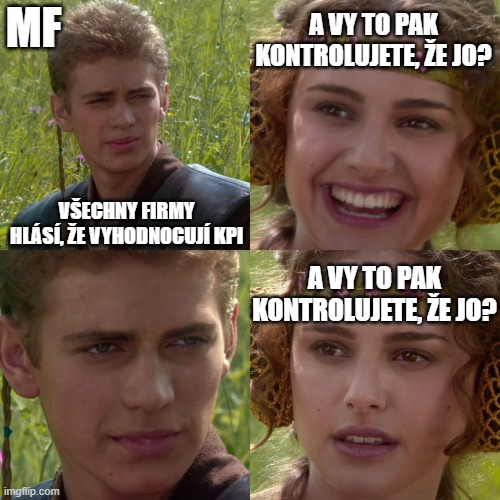 MF
VŠECHNY FIRMY
HLÁSÍ, ŽE VYHODNOCUJÍ KPI
A VY TO PAK
KONTROLUJETE, ŽE JO?
A VY TO PAK
KONTROLUJETE, ŽE JO?
imgflip.com